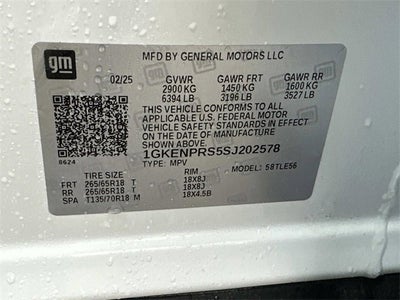 gm
MFD BY GENERAL MOTORS LLC
02/25 GVWR GAWR FRT GAWR RR
2900 KG 1450 KG 1600 KG
6394 LB 3196 LB 3527 LB
THIS VEHICLE CONFORMS TO ALL
APPLICABLE U.S. FEDERAL MOTOR
VEHICLE SAFETY STANDARDS IN EFFECT
ON THE DATE OF MANUFACTURE
SHOWN ABOVE.
1GKENPRS5SJ202578
8624 TYPE: MPV MODEL: 58TLE56
TIRE SIZE RIM
FRT 265/65R18 T 18X8J
RR 265/65R18 T 18X8J
SPA T135/70R18 M 18X4.5B